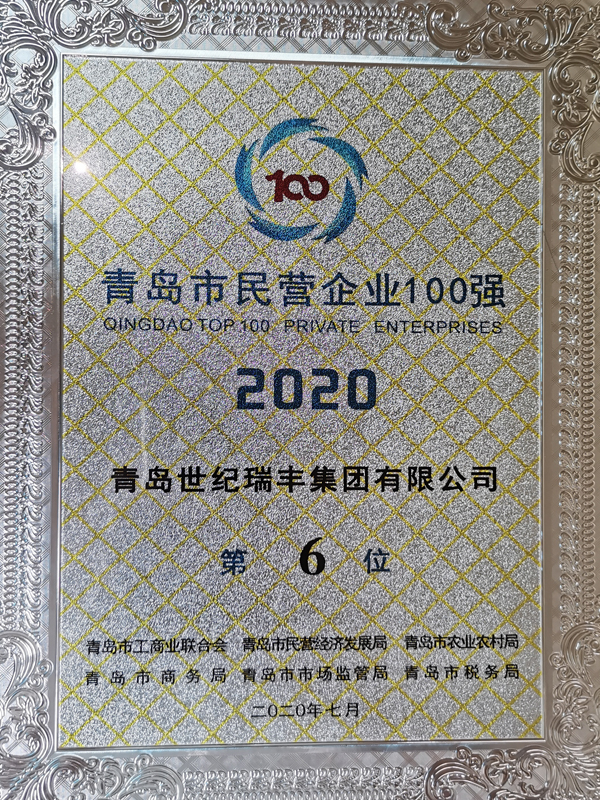 100
青岛市民营企业100强
QINGDAO TOP 100 PRIVATE ENTERPRISES
2020
青岛世纪瑞丰集团有限公司
第 6 位
青岛市工商业联合会 青岛市民营经济发展局 青岛市农业农村局
青岛市商务局 青岛市市场监管局 青岛市税务局
二〇二〇年七月